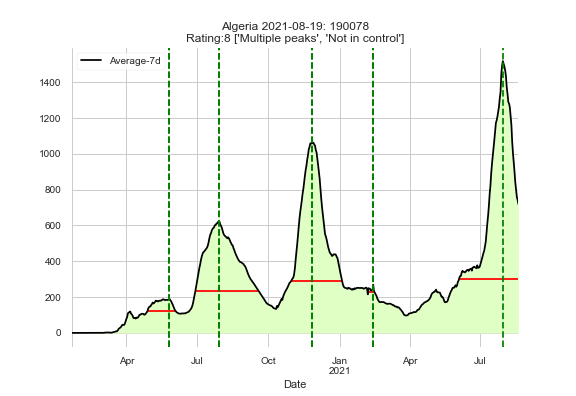 Algeria 2021-08-19: 190078
Rating:8 ['Multiple peaks', 'Not in control']
Average-7d
1400
1200
1000
800
600
400
200
0
Apr Jul Oct Jan Apr Jul
2021
Date